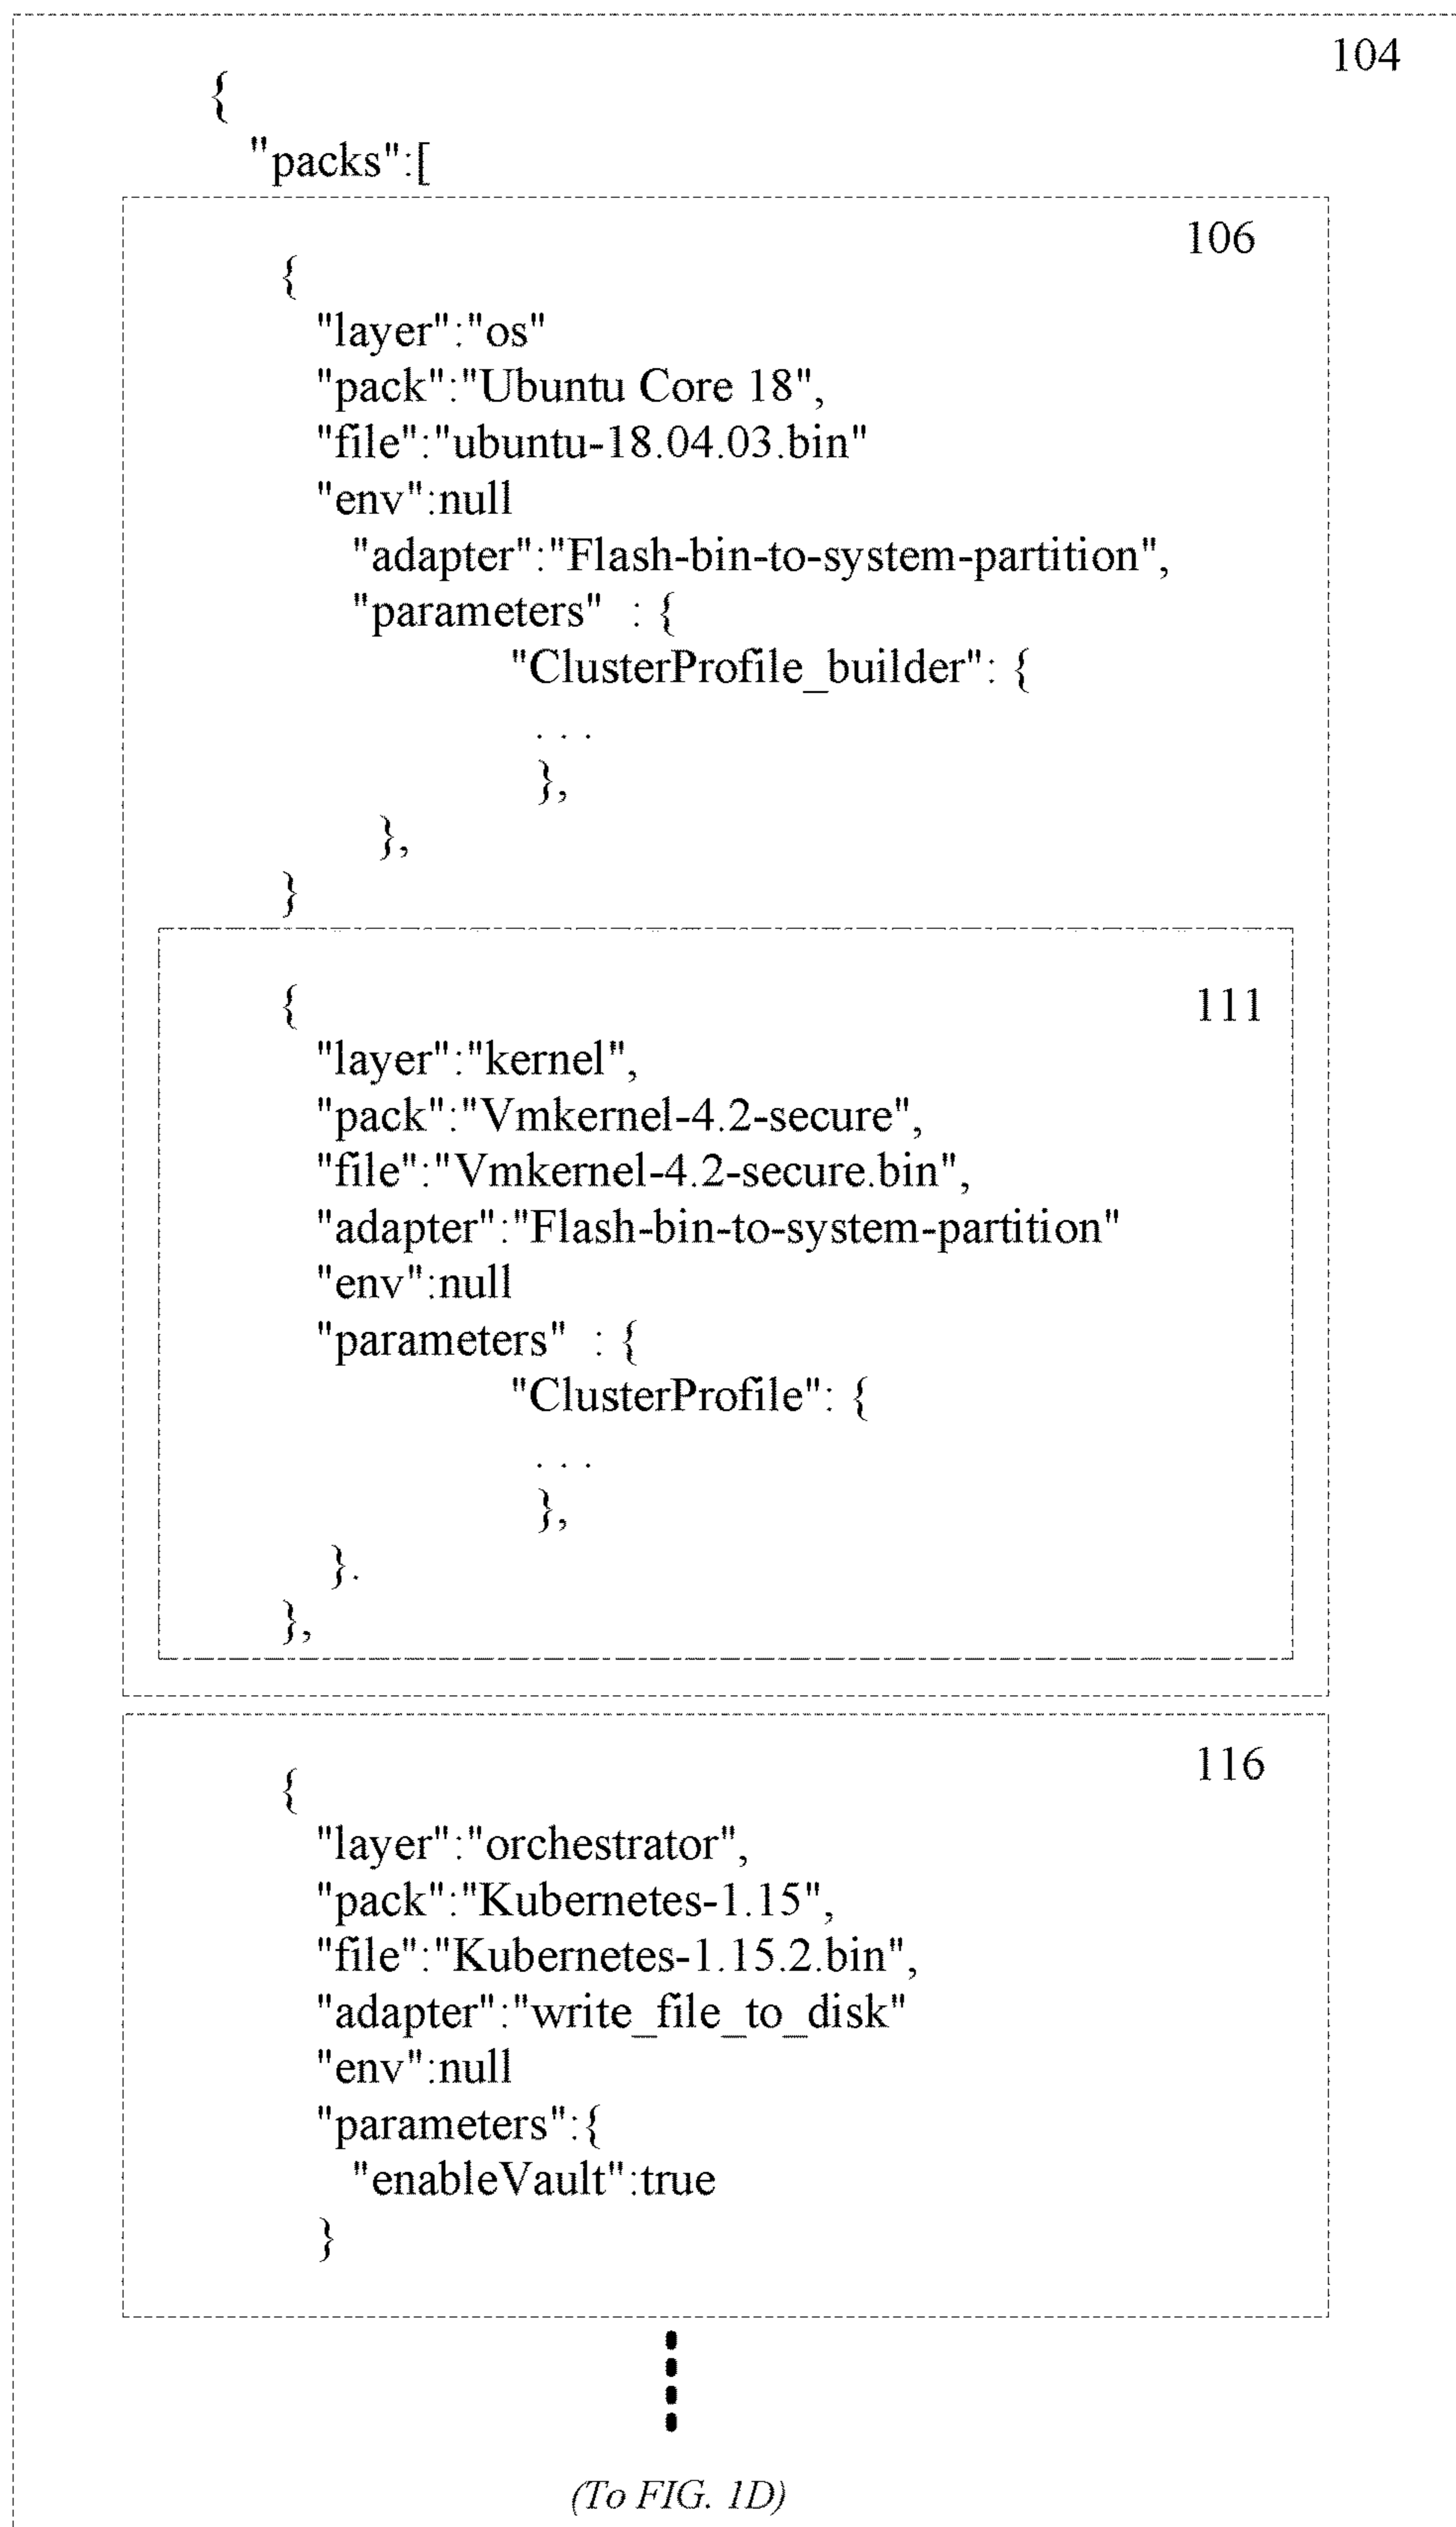 104
{
"packs":[
106
{
"layer":"os"
"pack":"Ubuntu Core 18",
"file":"ubuntu-18.04.03.bin"
"env":null
"adapter":"Flash-bin-to-system-partition",
"parameters" : {
"ClusterProfile_builder": {
. . .
},
},
}
{
111
"layer":"kernel",
"pack":"Vmkernel-4.2-secure",
"file":"Vmkernel-4.2-secure.bin",
"adapter":"Flash-bin-to-system-partition"
"env":null
"parameters" : {
"ClusterProfile": {
. . .
},
}.
},
116
{
"layer":"orchestrator",
"pack":"Kubernetes-1.15",
"file":"Kubernetes-1.15.2.bin",
"adapter":"write_file_to_disk"
"env":null
"parameters":{
"enableVault":true
}
(To FIG. 1D)